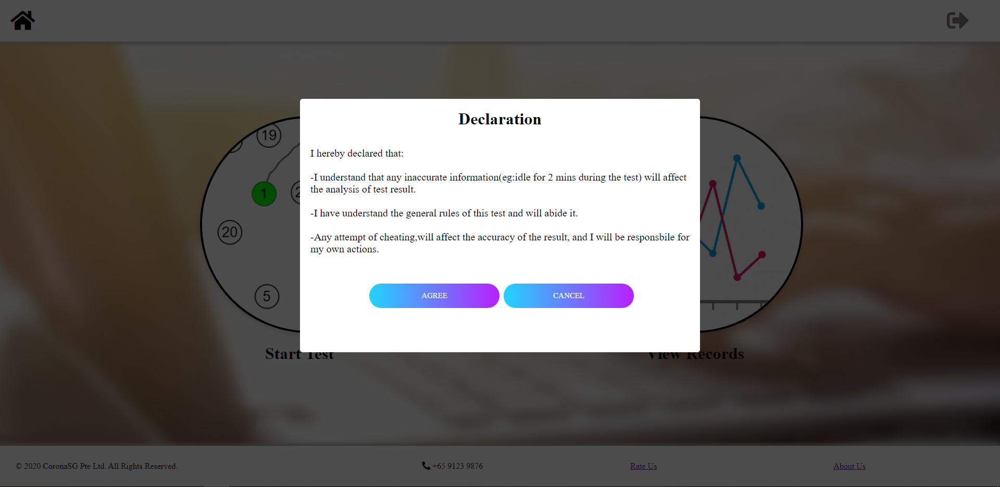 Declaration
I hereby declared that:
-I understand that any inaccurate information(eg:idle for 2 mins during the test) will affect
the analysis of test result.
-I have understand the general rules of this test and will abide it.
-Any attempt of cheating,will affect the accuracy of the result, and I will be responsbile for
my own actions.
AGREE CANCEL
19
1 2
20
5
Start Test View Records
© 2020 CoronaSG Pte Ltd. All Rights Reserved. +65 9123 9876 Rate Us About Us